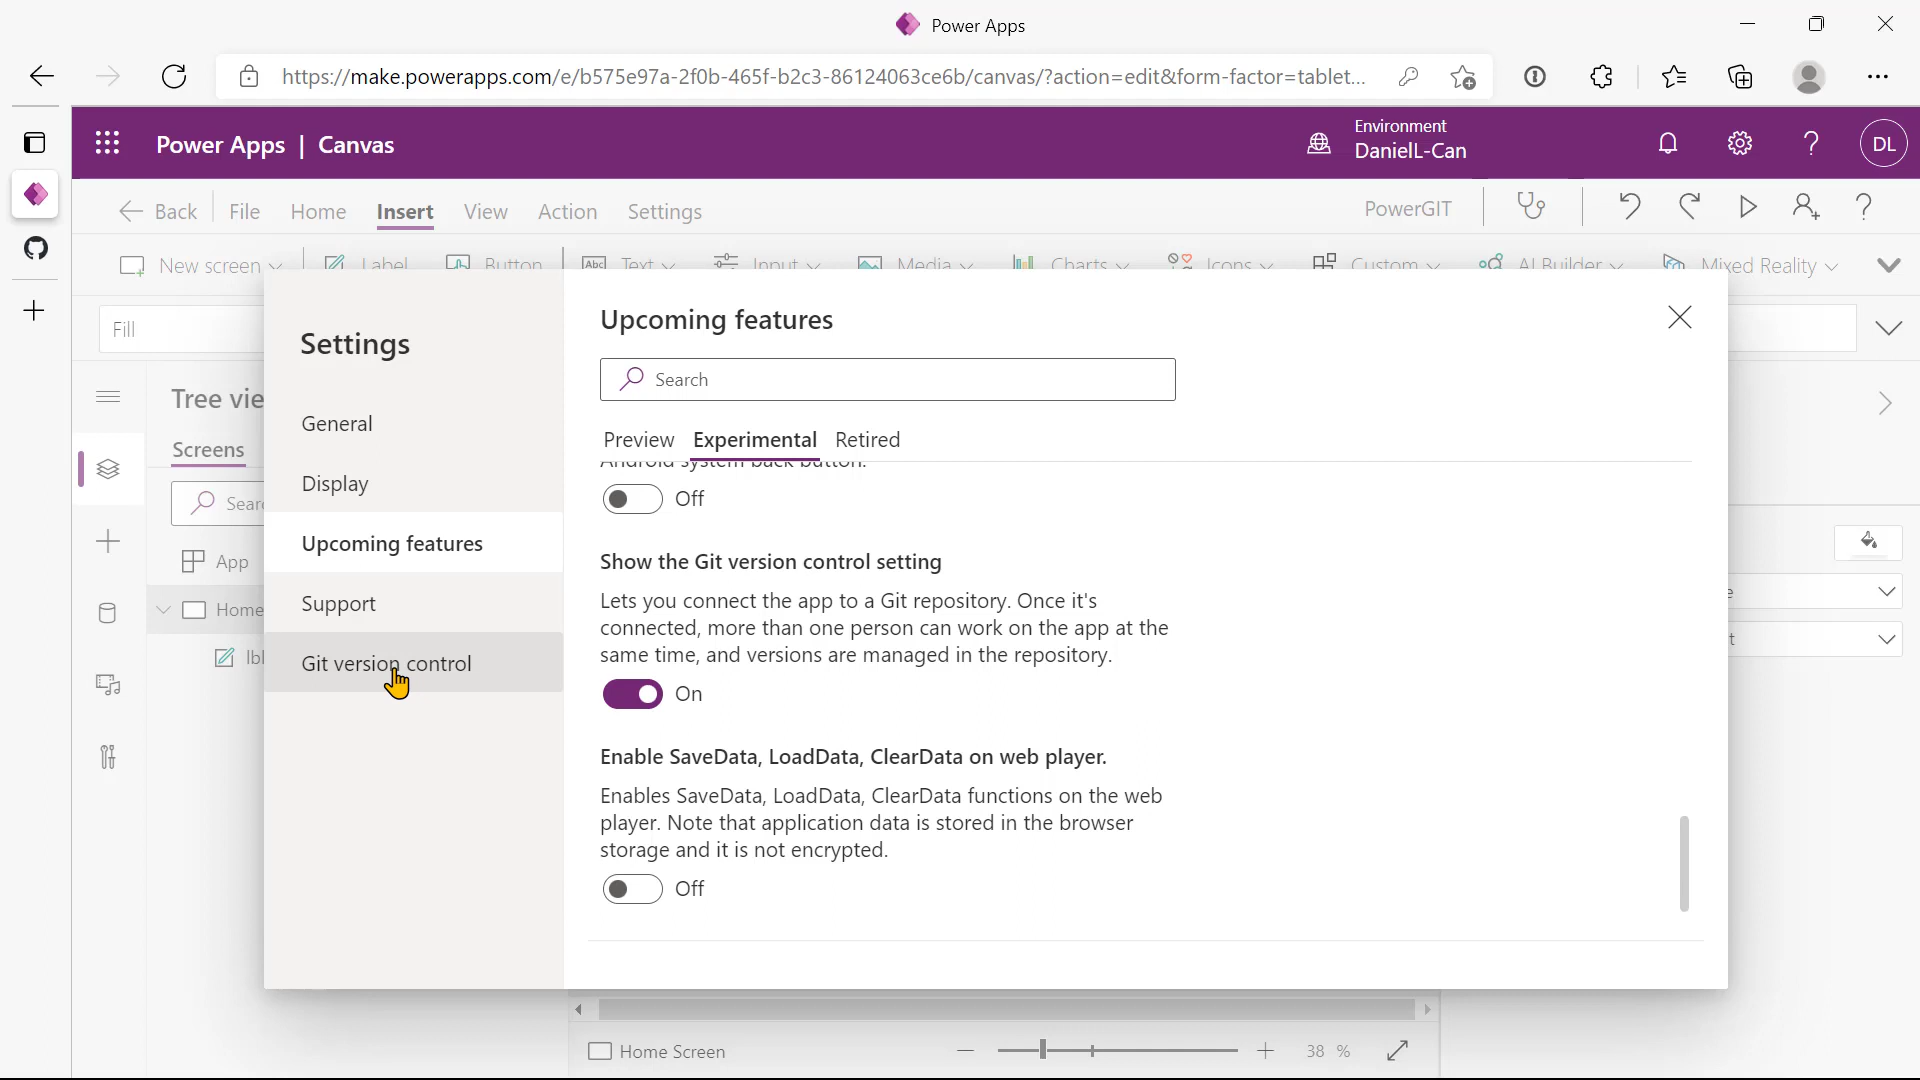 Power Apps
https://make.powerapps.com/e/b575e97a-2f0b-465f-b2c3-86124063ce6b/canvas/?action=edit&form-factor=tablet...
Power Apps | Canvas
Environment
DanielL-Can
DL
Back File Home Insert View Action Settings PowerGIT
New screen Label Button Abc Text Input Media Charts Icons Custom AI Builder Mixed Reality
Fill
Tree vie
Screens
Sear
App
Home
lbl
Settings
General
Display
Upcoming features
Support
Git version control
Upcoming features
Search
Preview Experimental Retired
Android system back button.
Off
Show the Git version control setting
Lets you connect the app to a Git repository. Once it's
connected, more than one person can work on the app at the
same time, and versions are managed in the repository.
On
Enable SaveData, LoadData, ClearData on web player.
Enables SaveData, LoadData, ClearData functions on the web
player. Note that application data is stored in the browser
storage and it is not encrypted.
Off
Home Screen
38 %